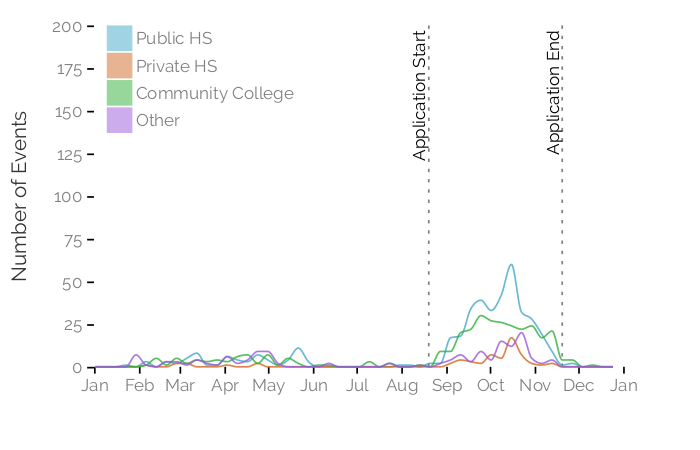 200
175
150
125
100
75
50
25
0
Number of Events
Public HS
Private HS
Community College
Other
Application Start
Application End
Jan Feb Mar Apr May Jun Jul Aug Sep Oct Nov Dec Jan